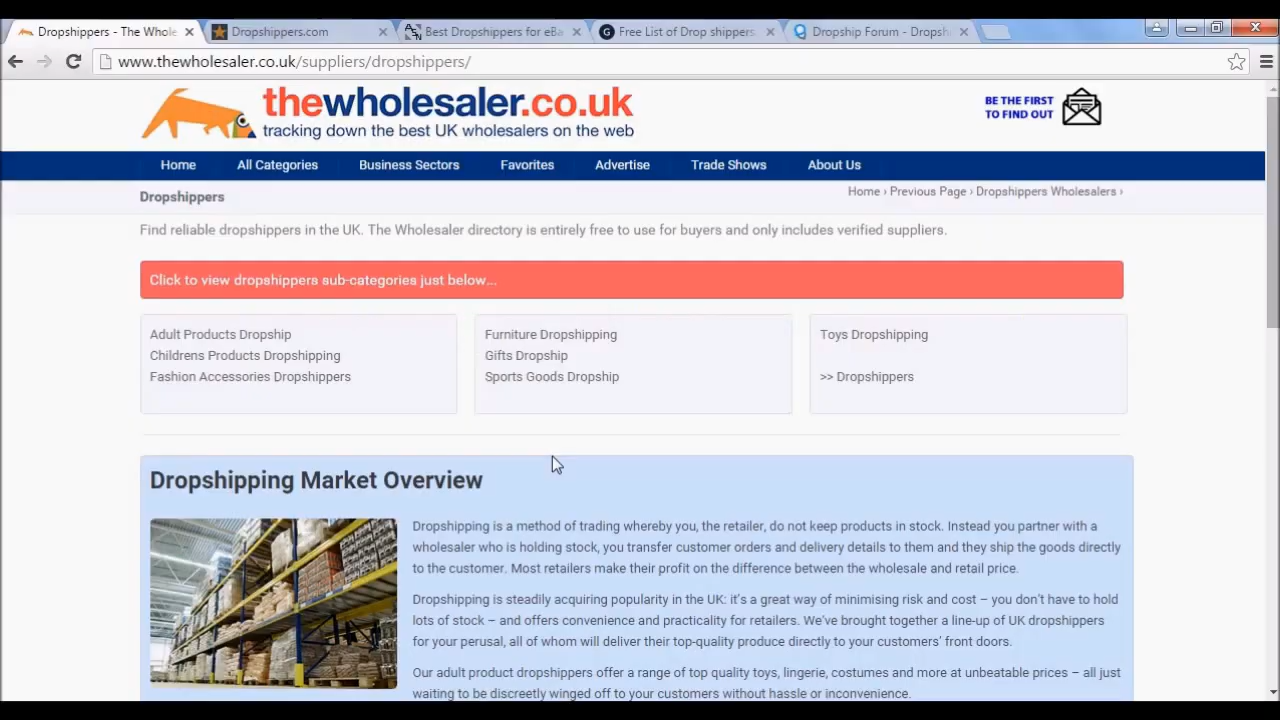 Dropshippers - The Whole
Dropshippers.com
Best Dropshippers for eBa
Free List of Drop shippers,
Dropship Forum - Dropsh
www.thewholesaler.co.uk/suppliers/dropshippers/
thewholesaler.co.uk
tracking down the best UK wholesalers on the web
BE THE FIRST
TO FIND OUT
Home All Categories Business Sectors Favorites Advertise Trade Shows About Us
Dropshippers
Home › Previous Page › Dropshippers Wholesalers ›
Find reliable dropshippers in the UK. The Wholesaler directory is entirely free to use for buyers and only includes verified suppliers.
Click to view dropshippers sub-categories just below...
Adult Products Dropship
Childrens Products Dropshipping
Fashion Accessories Dropshippers
Furniture Dropshipping
Gifts Dropship
Sports Goods Dropship
Toys Dropshipping
>> Dropshippers
Dropshipping Market Overview
Dropshipping is a method of trading whereby you, the retailer, do not keep products in stock. Instead you partner with a
wholesaler who is holding stock, you transfer customer orders and delivery details to them and they ship the goods directly
to the customer. Most retailers make their profit on the difference between the wholesale and retail price.
Dropshipping is steadily acquiring popularity in the UK: it's a great way of minimising risk and cost – you don't have to hold
lots of stock – and offers convenience and practicality for retailers. We've brought together a line-up of UK dropshippers
for your perusal, all of whom will deliver their top-quality produce directly to your customers' front doors.
Our adult product dropshippers offer a range of top quality toys, lingerie, costumes and more at unbeatable prices – all just
waiting to be discreetly winged off to your customers without hassle or inconvenience.